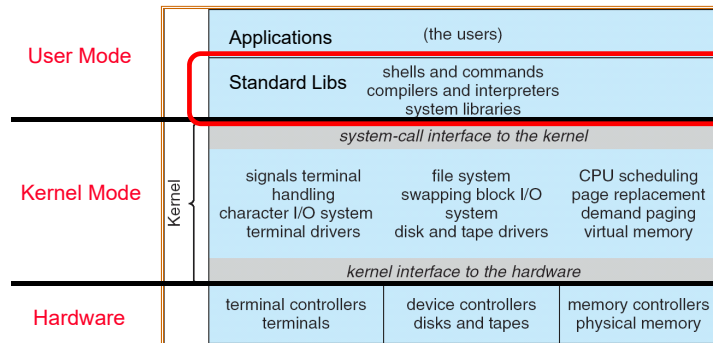 User Mode
Applications
(the users)
Standard Libs
shells and commands
compilers and interpreters
system libraries
system-call interface to the kernel
Kernel Mode
Kernel
signals terminal
handling
character I/O system
terminal drivers
file system
swapping block I/O
system
disk and tape drivers
CPU scheduling
page replacement
demand paging
virtual memory
kernel interface to the hardware
Hardware
terminal controllers
terminals
device controllers
disks and tapes
memory controllers
physical memory